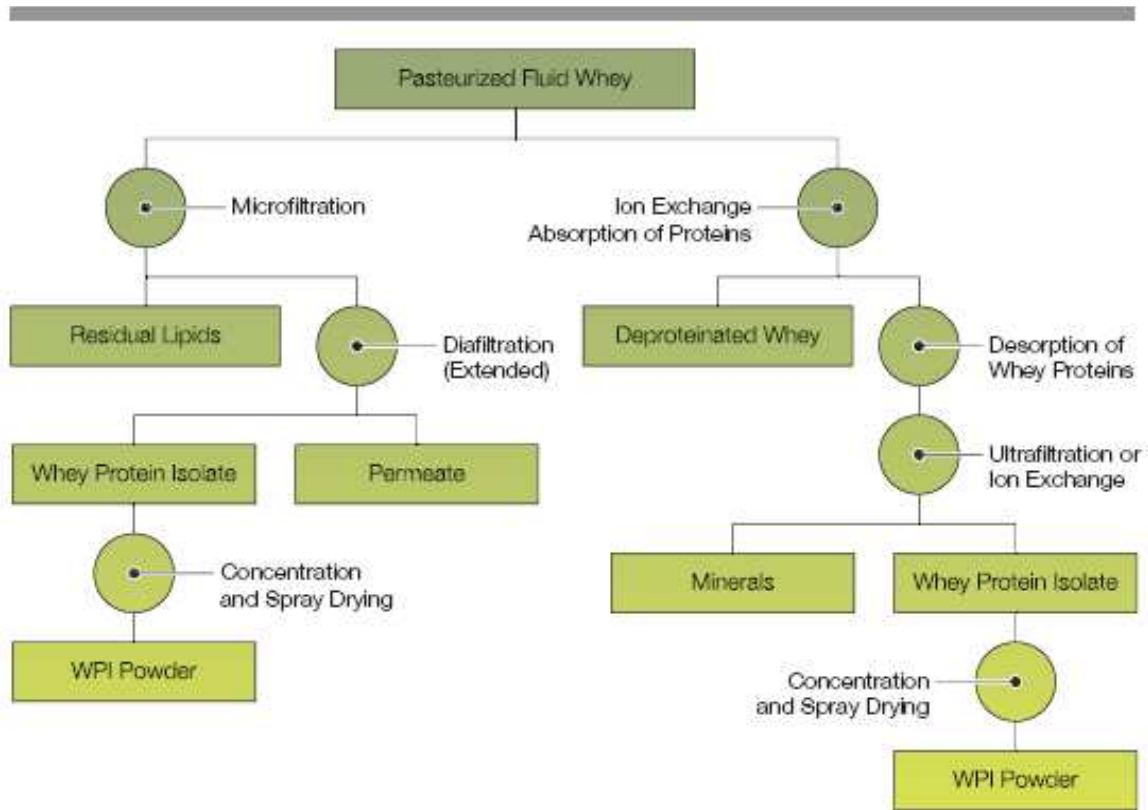 Pasteurized Fluid Whey
Microfiltration
Ion Exchange
Absorption of Proteins
Residual Lipids
Diafiltration
(Extended)
Deproteinated Whey
Desorption of
Whey Proteins
Whey Protein Isolate
Permeate
Ultrafiltration or
Ion Exchange
Concentration
and Spray Drying
Minerals
Whey Protein Isolate
WPI Powder
Concentration
and Spray Drying
WPI Powder